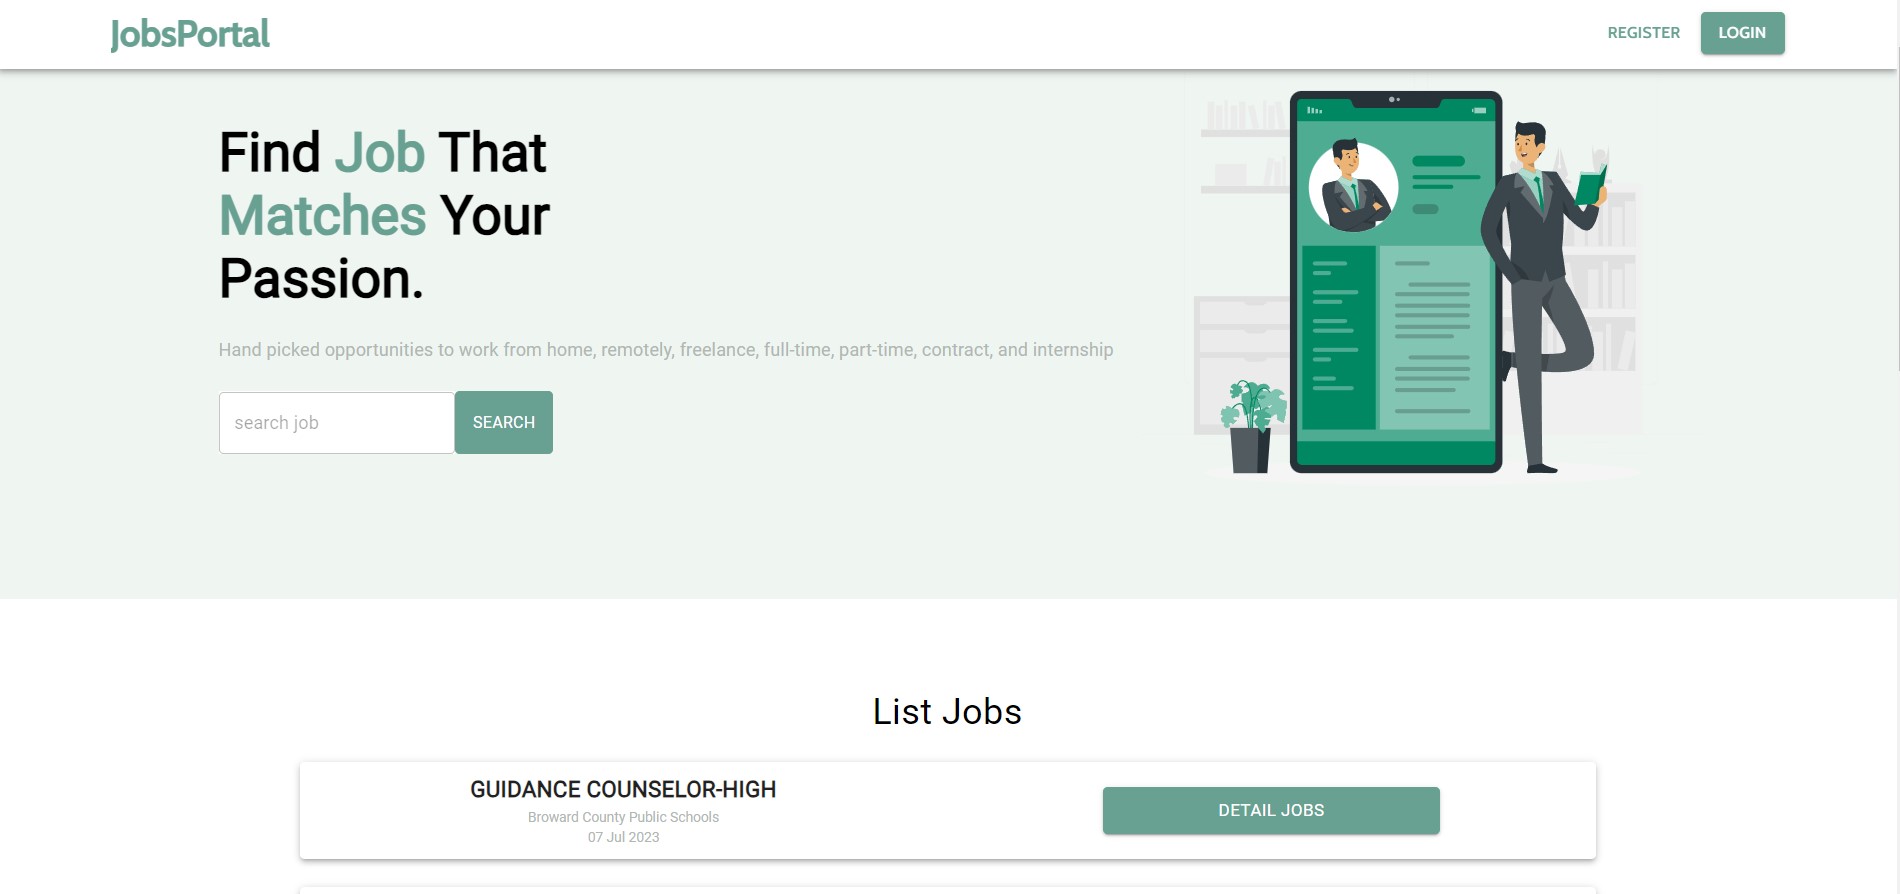 JobsPortal
REGISTER
LOGIN
Find Job That
Matches Your
Passion.
Hand picked opportunities to work from home, remotely, freelance, full-time, part-time, contract, and internship
search job
SEARCH
List Jobs
GUIDANCE COUNSELOR-HIGH
Broward County Public Schools
07 Jul 2023
DETAIL JOBS